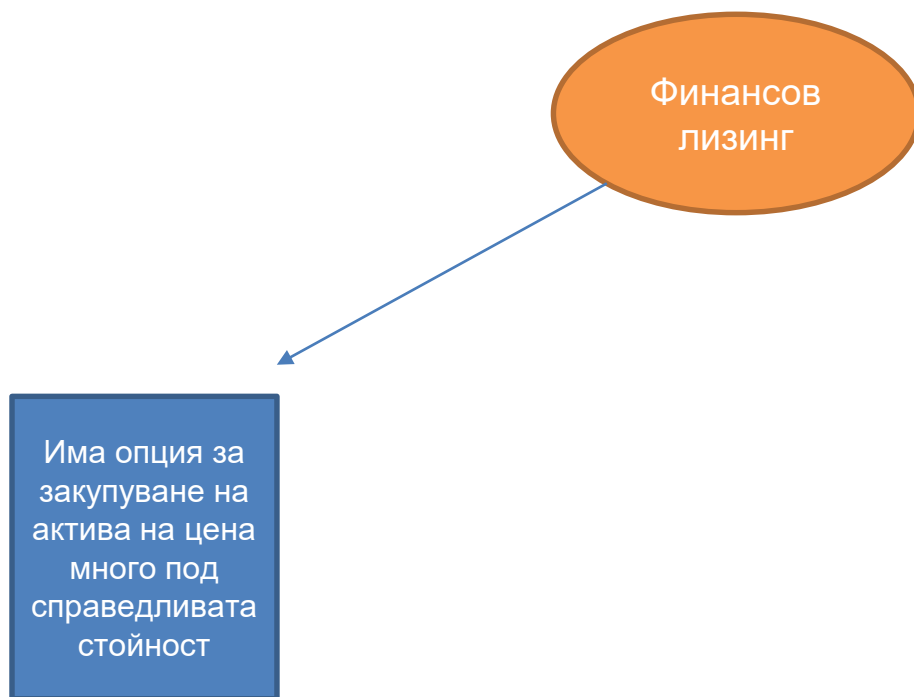 Финансов
лизинг
Има опция за
закупуване на
актива на цена
много под
справедливата
стойност